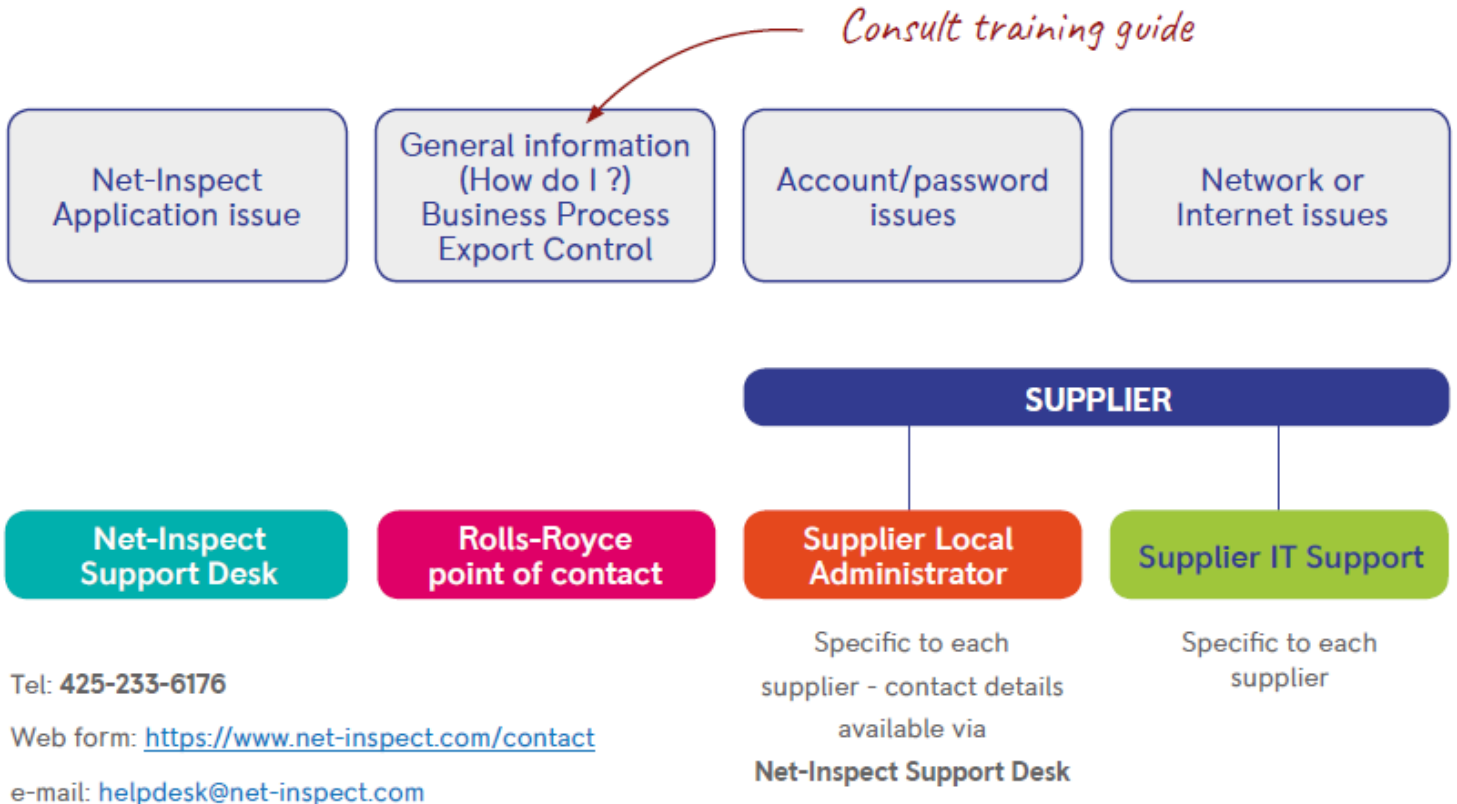 Consult training guide
Net-Inspect
Application issue
General information
(How do I ?)
Business Process
Export Control
Account/password
issues
Network or
Internet issues
SUPPLIER
Net-Inspect
Support Desk
Rolls-Royce
point of contact
Supplier Local
Administrator
Supplier IT Support
Tel: 425-233-6176
Web form: https://www.net-inspect.com/contact
e-mail: helpdesk@net-inspect.com
Specific to each
supplier - contact details
available via
Net-Inspect Support Desk
Specific to each
supplier